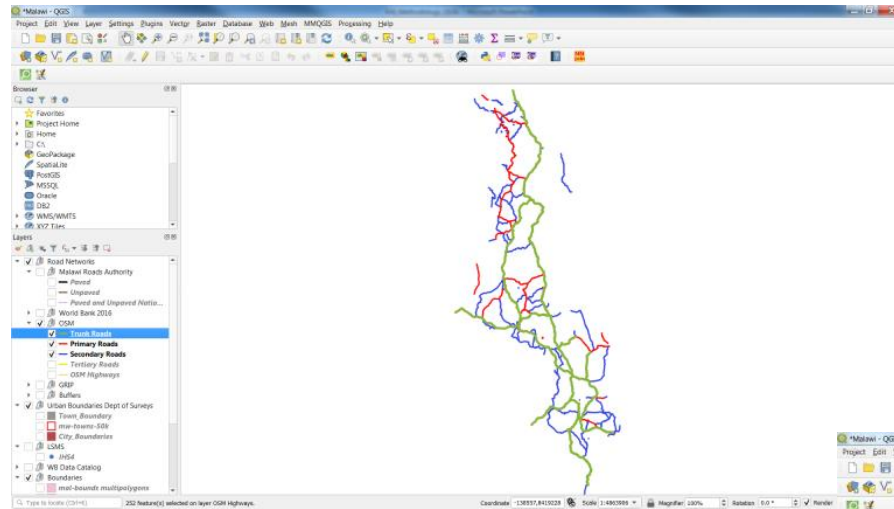 *Malawi - QGIS
Project Edit View Layer Settings Plugins Vector Raster Database Web Mesh MMQGIS Processing Help
Browser
Favorites
Project Home
Home
C:\
GeoPackage
SpatiaLite
PostGIS
MSSQL
Oracle
DB2
WMS/WMTS
XYZ Tiles
Layers
Road Networks
Malawi Roads Authority
Paved
Unpaved
Paved and Unpaved Natio...
World Bank 2016
OSM
Trunk Roads
Primary Roads
Secondary Roads
Tertiary Roads
OSM Highways
GRIP
Buffers
Urban Boundaries Dept of Surveys
Town_Boundary
mw-towns-50k
City_Boundaries
LSMS
IHS4
WB Data Catalog
Boundaries
mal-bounds multipolygons
Type to locate (Ctrl+K) 252 feature(s) selected on layer OSM Highways. Coordinate Scale Magnifier 100% Rotation 0.0 ° Render
*Malawi - QG
Project Edit